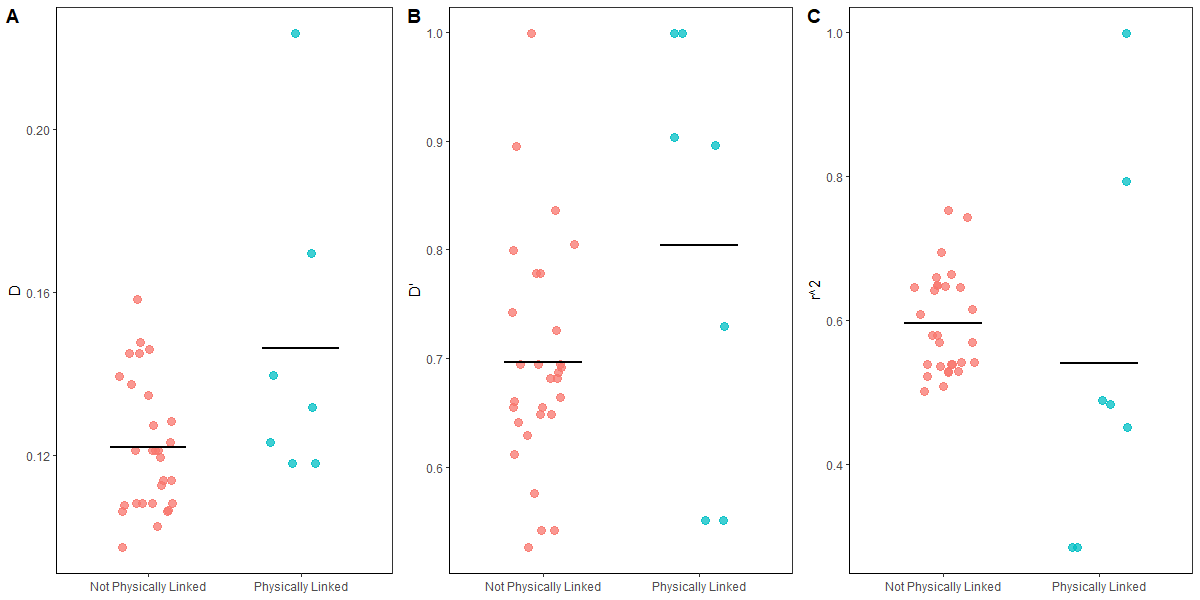 A
D
0.20
0.16
0.12
Not Physically Linked
Physically Linked
B
D'
1.0
0.9
0.8
0.7
0.6
Not Physically Linked
Physically Linked
C
r^2
1.0
0.8
0.6
0.4
Not Physically Linked
Physically Linked